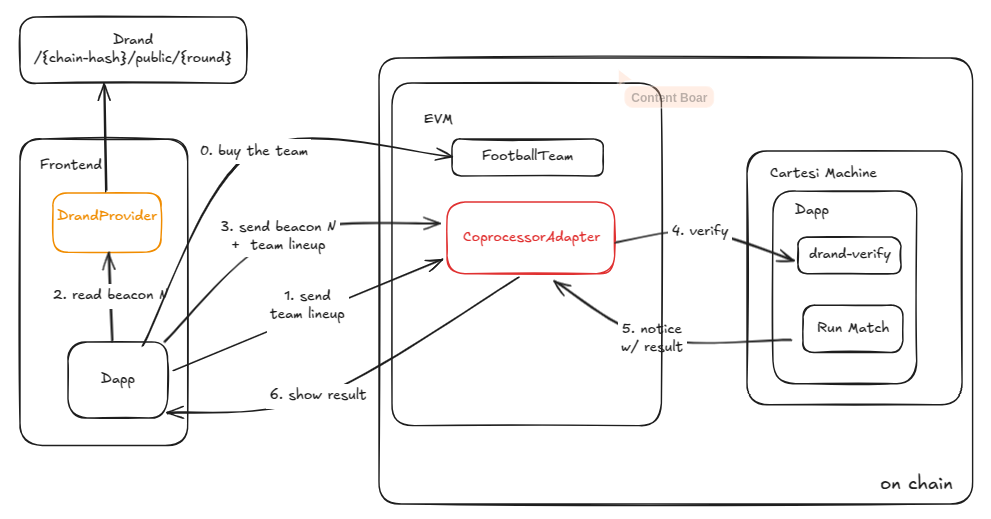 Drand
/{chain-hash}/public/{round}
Content Boar
EVM
Frontend
0. buy the team
FootballTeam
Cartesi Machine
DrandProvider
Dapp
3. send beacon N
+ team lineup
CoprocessorAdapter
4. verify
drand-verify
2. read beacon N
1. send
team lineup
5. notice
w/ result
Run Match
Dapp
6. show result
on chain